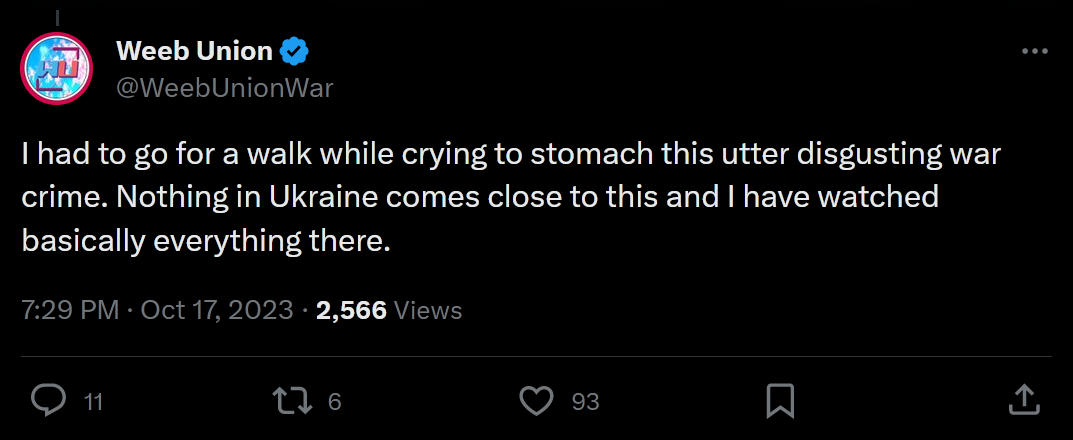 Weeb Union
@WeebUnionWar
I had to go for a walk while crying to stomach this utter disgusting war
crime. Nothing in Ukraine comes close to this and I have watched
basically everything there.
7:29 PM · Oct 17, 2023 · 2,566 Views
11 6 93